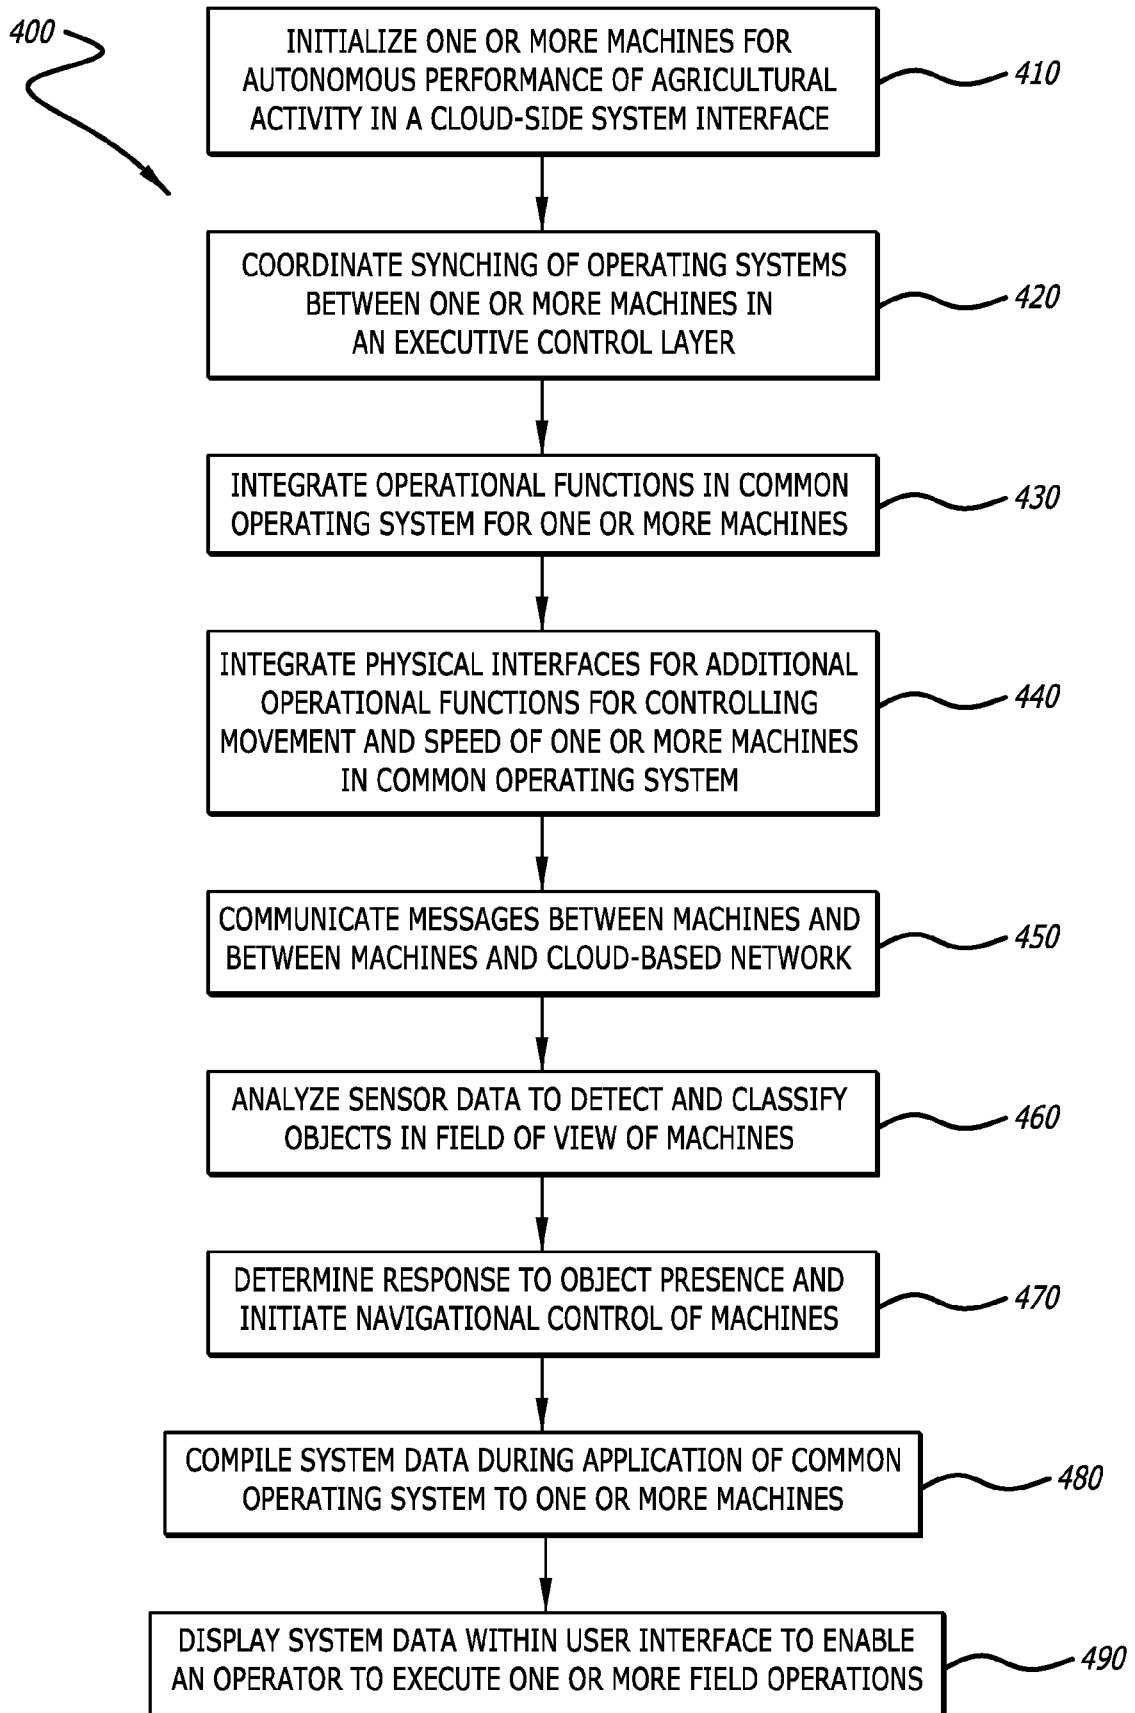 400
INITIALIZE ONE OR MORE MACHINES FOR
AUTONOMOUS PERFORMANCE OF AGRICULTURAL
ACTIVITY IN A CLOUD-SIDE SYSTEM INTERFACE
410
COORDINATE SYNCHING OF OPERATING SYSTEMS
BETWEEN ONE OR MORE MACHINES IN
AN EXECUTIVE CONTROL LAYER
420
INTEGRATE OPERATIONAL FUNCTIONS IN COMMON
OPERATING SYSTEM FOR ONE OR MORE MACHINES
430
INTEGRATE PHYSICAL INTERFACES FOR ADDITIONAL
OPERATIONAL FUNCTIONS FOR CONTROLLING
MOVEMENT AND SPEED OF ONE OR MORE MACHINES
IN COMMON OPERATING SYSTEM
440
COMMUNICATE MESSAGES BETWEEN MACHINES AND
BETWEEN MACHINES AND CLOUD-BASED NETWORK
450
ANALYZE SENSOR DATA TO DETECT AND CLASSIFY
OBJECTS IN FIELD OF VIEW OF MACHINES
460
DETERMINE RESPONSE TO OBJECT PRESENCE AND
INITIATE NAVIGATIONAL CONTROL OF MACHINES
470
COMPILE SYSTEM DATA DURING APPLICATION OF COMMON
OPERATING SYSTEM TO ONE OR MORE MACHINES
480
DISPLAY SYSTEM DATA WITHIN USER INTERFACE TO ENABLE
AN OPERATOR TO EXECUTE ONE OR MORE FIELD OPERATIONS
490